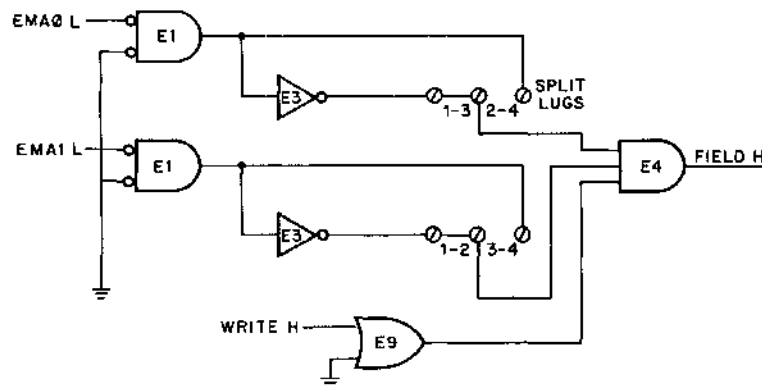 EMAØ L
E1
E3
1-3
2-4
SPLIT
LUGS
EMA1 L
E1
E4
FIELD H
E3
1-2
3-4
WRITE H
E9